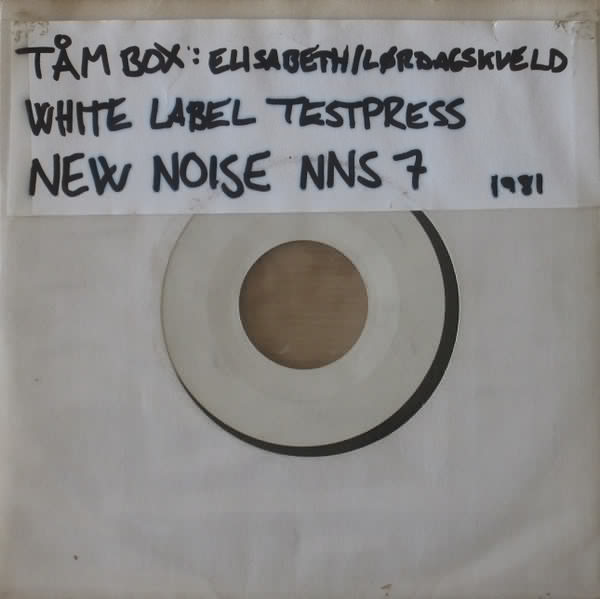 TÅM BOX: ELISABETH/LØRDAGSKVELD
WHITE LABEL TESTPRESS
NEW NOISE NNS 7 1981